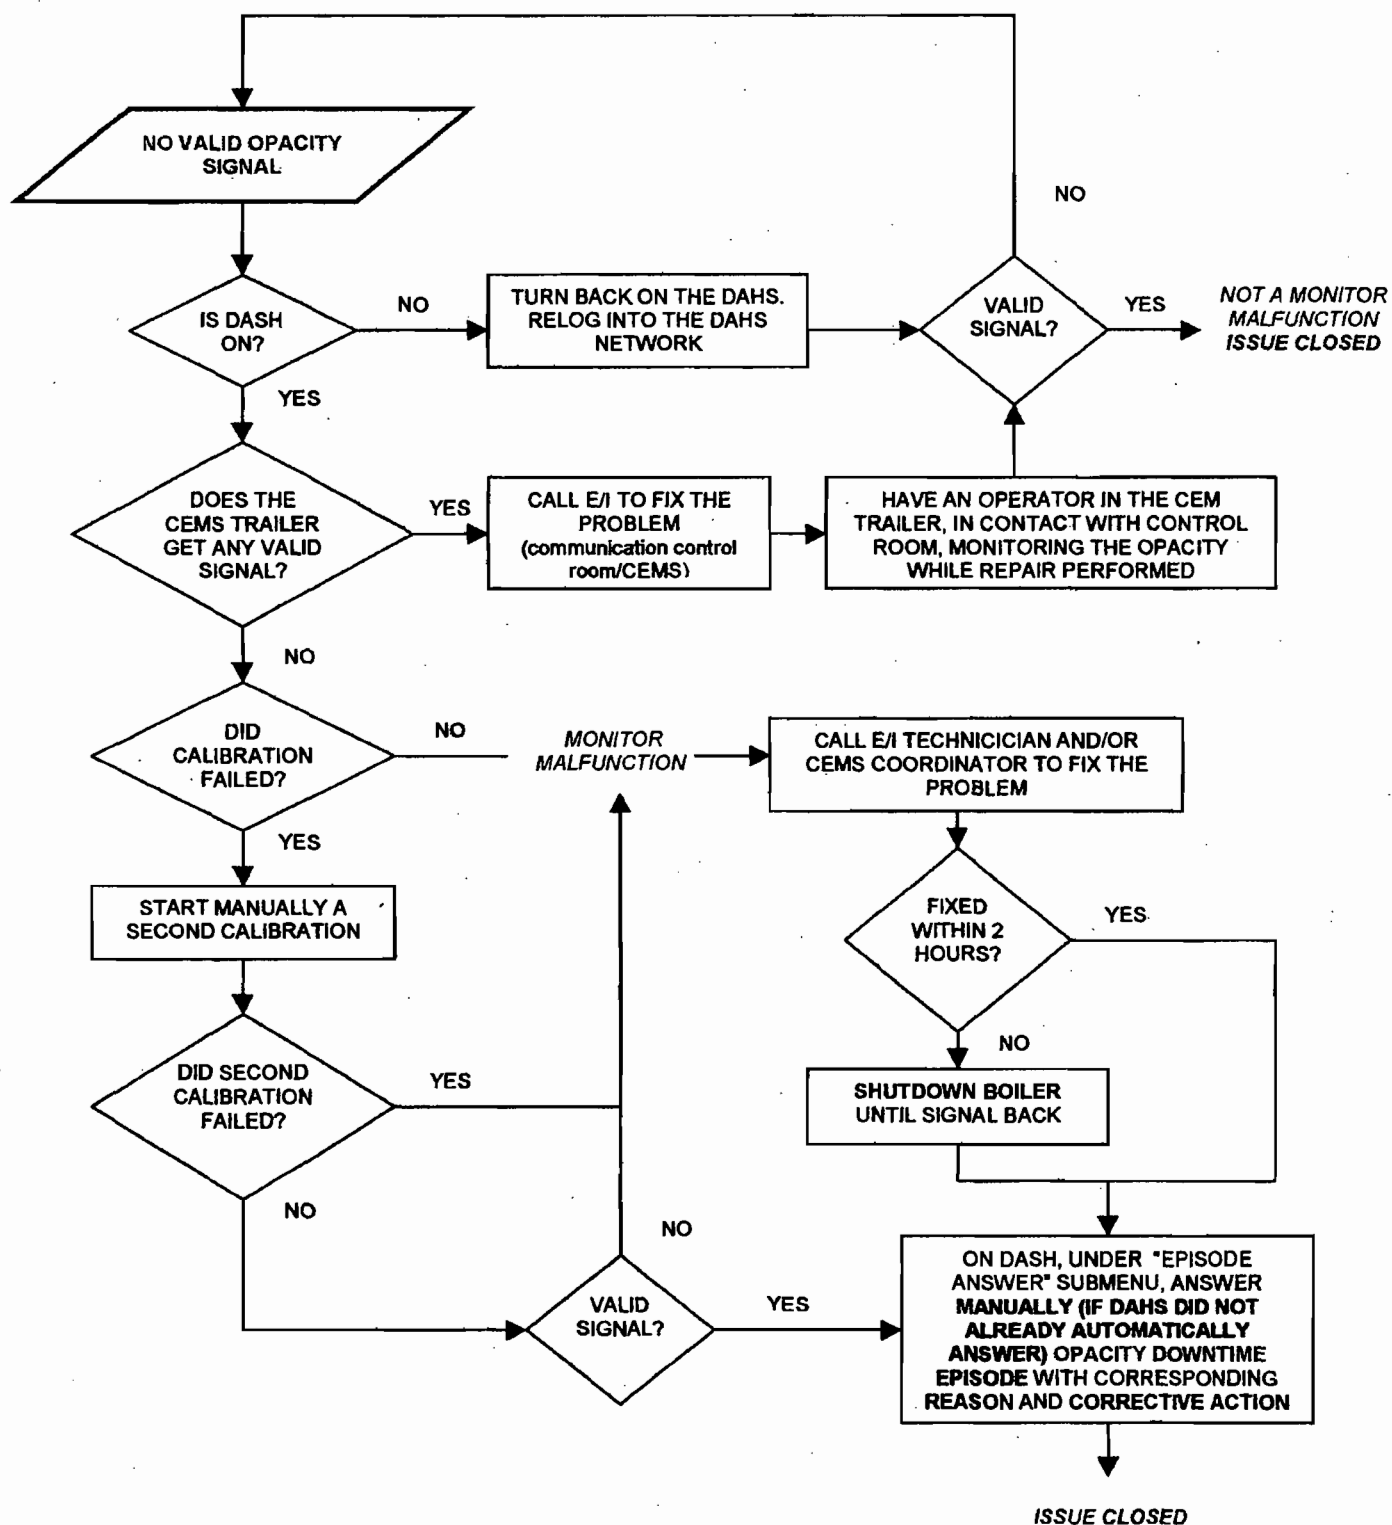 NO VALID OPACITY
SIGNAL
NO
IS DASH
ON?
NO
TURN BACK ON THE DAHS.
RELOG INTO THE DAHS
NETWORK
VALID
SIGNAL?
YES
NOT A MONITOR
MALFUNCTION
ISSUE CLOSED
YES
DOES THE
CEMS TRAILER
GET ANY VALID
SIGNAL?
YES
CALL E/I TO FIX THE
PROBLEM
(communication control
room/CEMS)
HAVE AN OPERATOR IN THE CEM
TRAILER, IN CONTACT WITH CONTROL
ROOM, MONITORING THE OPACITY
WHILE REPAIR PERFORMED
NO
DID
CALIBRATION
FAILED?
NO
MONITOR
MALFUNCTION
CALL E/I TECHNICICIAN AND/OR
CEMS COORDINATOR TO FIX THE
PROBLEM
YES
START MANUALLY A
SECOND CALIBRATION
FIXED
WITHIN 2
HOURS?
YES
NO
SHUTDOWN BOILER
UNTIL SIGNAL BACK
DID SECOND
CALIBRATION
FAILED?
YES
NO
NO
VALID
SIGNAL?
YES
ON DASH, UNDER "EPISODE
ANSWER" SUBMENU, ANSWER
MANUALLY (IF DAHS DID NOT
ALREADY AUTOMATICALLY
ANSWER) OPACITY DOWNTIME
EPISODE WITH CORRESPONDING
REASON AND CORRECTIVE ACTION
ISSUE CLOSED